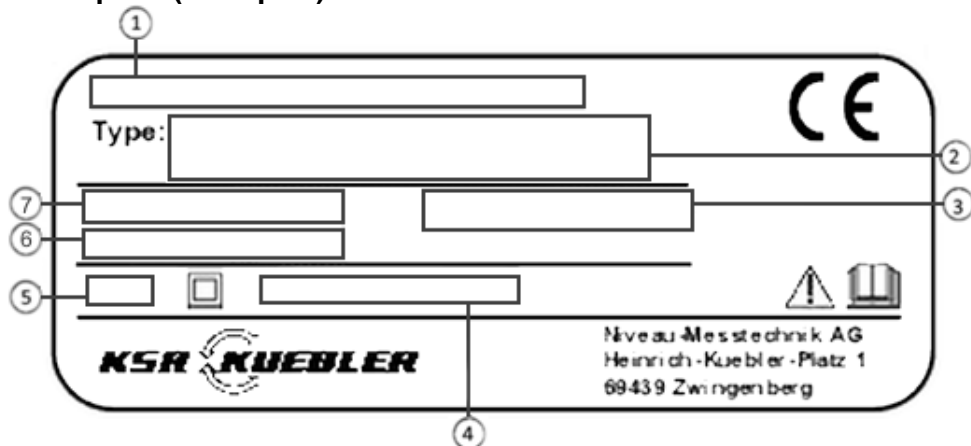 1
CE
Type:
2
7
3
6
5
KSR KUEBLER
Niveau-Messtechnik AG
Heinrich-Kuebler-Platz 1
69439 Zwingenberg
4